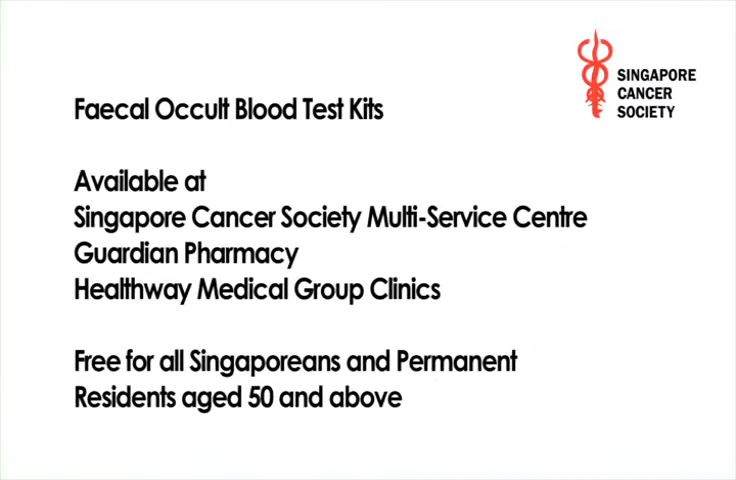 SINGAPORE
CANCER
SOCIETY
Faecal Occult Blood Test Kits
Available at
Singapore Cancer Society Multi-Service Centre
Guardian Pharmacy
Healthway Medical Group Clinics
Free for all Singaporeans and Permanent
Residents aged 50 and above